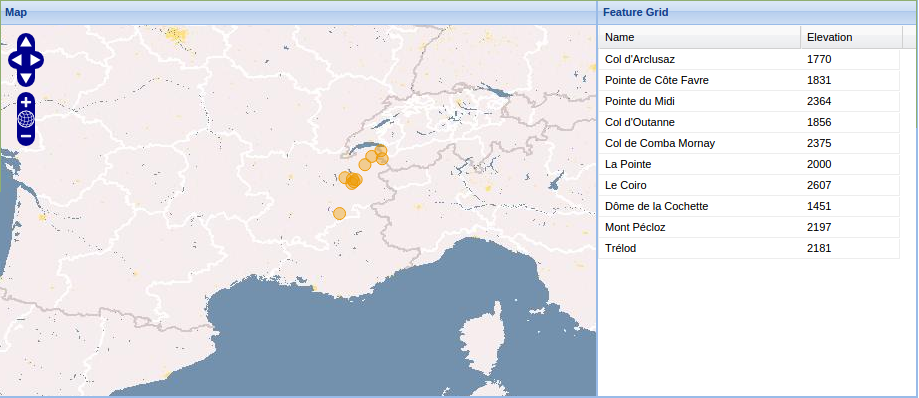 Map
Feature Grid
Name Elevation
Col d'Arclusaz 1770
Pointe de Côte Favre 1831
Pointe du Midi 2364
Col d'Outanne 1856
Col de Comba Mornay 2375
La Pointe 2000
Le Coiro 2607
Dôme de la Cochette 1451
Mont Pécloz 2197
Trélod 2181